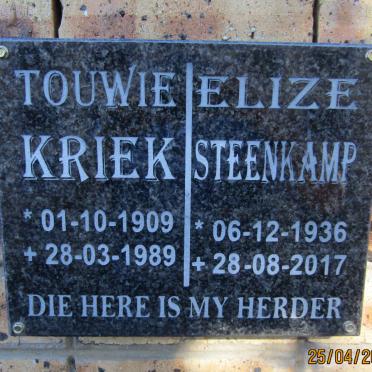 TOUWIE
KRIEK
* 01-10-1909
+ 28-03-1989
ELIZE
STEENKAMP
* 06-12-1936
+ 28-08-2017
DIE HERE IS MY HERDER
25/04/20